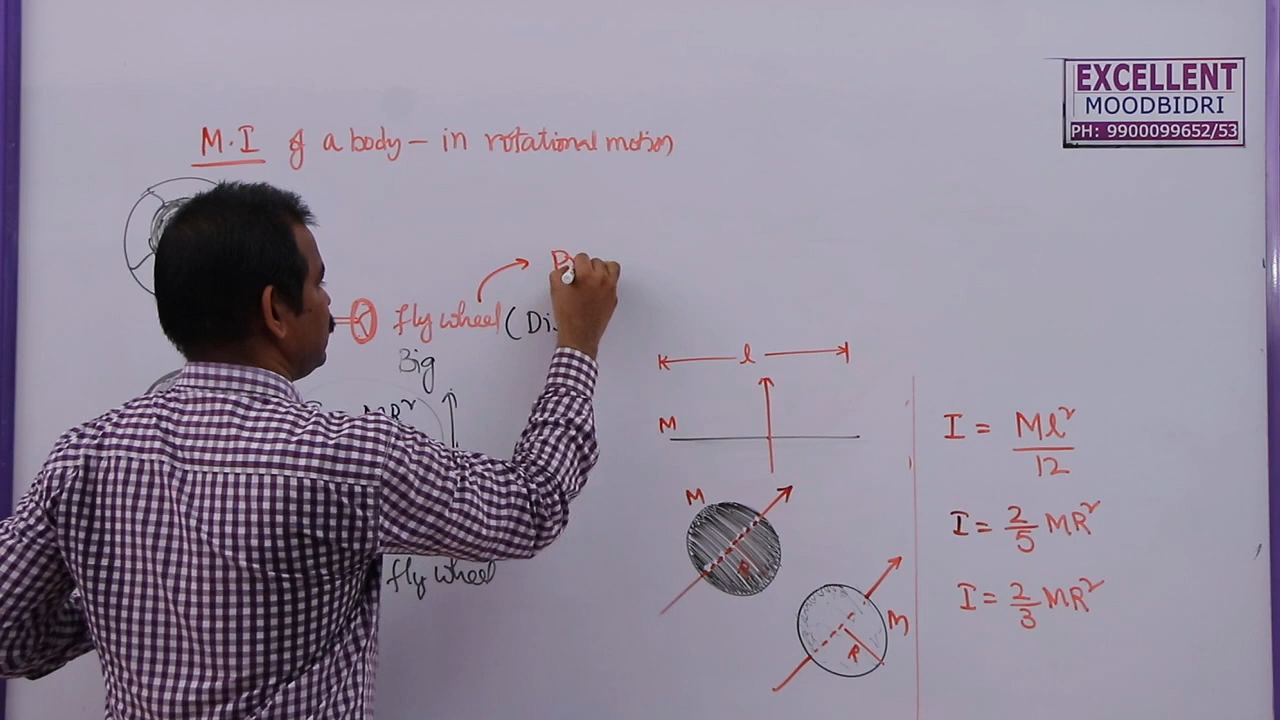 EXCELLENT
MOODBIDRI
PH: 9900099652/53
M.I of a body – in rotational motion
fly wheel (Di
Big
MR²
fly wheel
l
M
M
R
M
R
I = Ml²/12
I = 2/5 MR²
I = 2/3 MR²